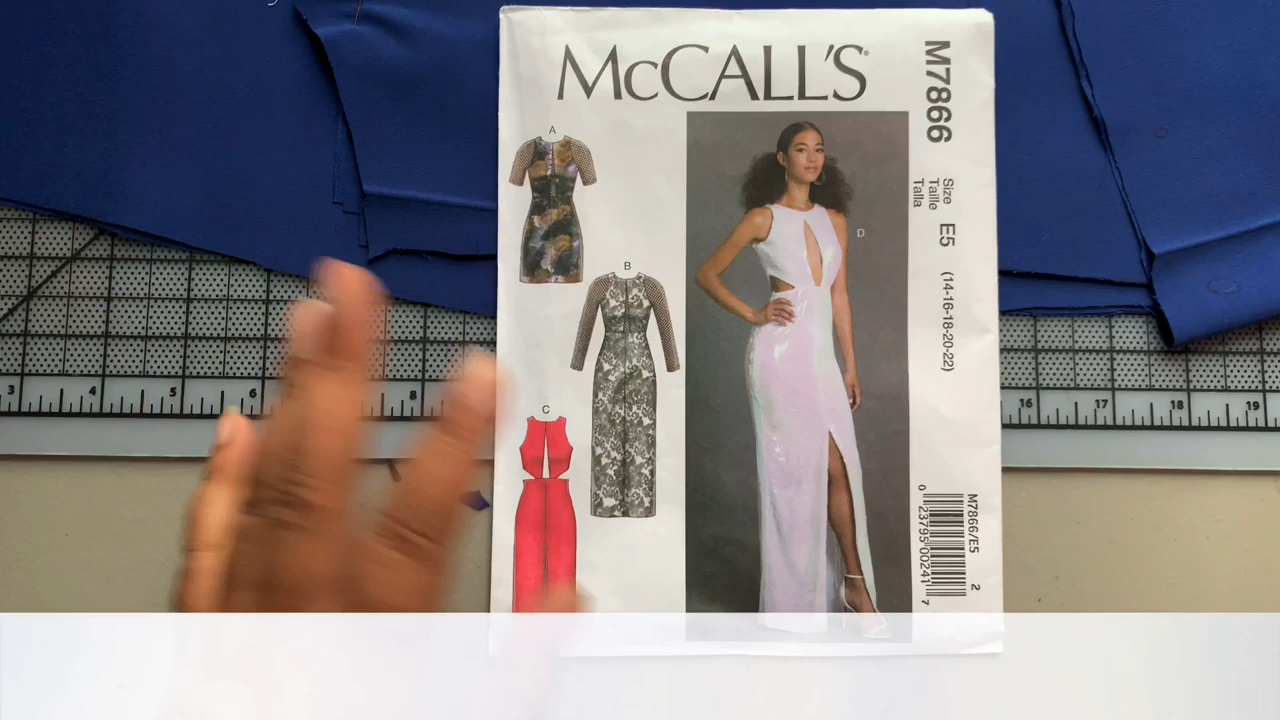 McCALL'S
M7866
Size
Taille
Talla
E5
(14-16-18-20-22)
A
B
C
D
M7866/E5
0
23795 00241
7
2
3
4
6
8
16
17
18
19